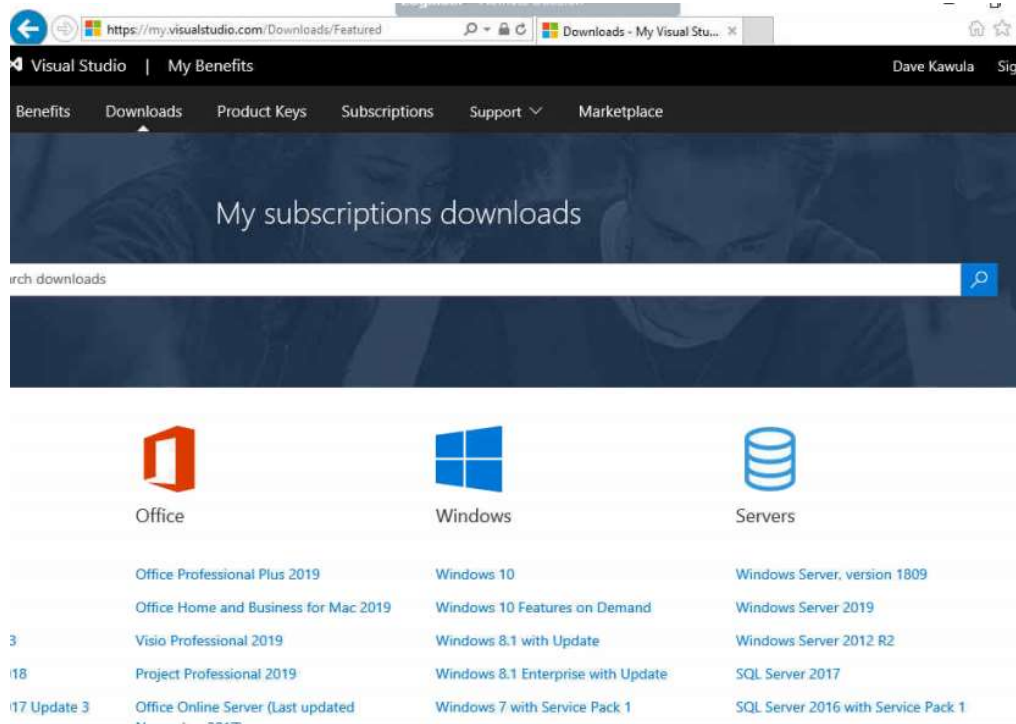 https://my.visualstudio.com/Downloads/Featured
Downloads - My Visual Stu...
Visual Studio | My Benefits
Dave Kawula
Sig
Benefits Downloads Product Keys Subscriptions Support Marketplace
My subscriptions downloads
rch downloads
Office
Windows
Servers
Office Professional Plus 2019
Windows 10
Windows Server, version 1809
Office Home and Business for Mac 2019
Windows 10 Features on Demand
Windows Server 2019
3
Visio Professional 2019
Windows 8.1 with Update
Windows Server 2012 R2
18
Project Professional 2019
Windows 8.1 Enterprise with Update
SQL Server 2017
17 Update 3
Office Online Server (Last updated
Windows 7 with Service Pack 1
SQL Server 2016 with Service Pack 1